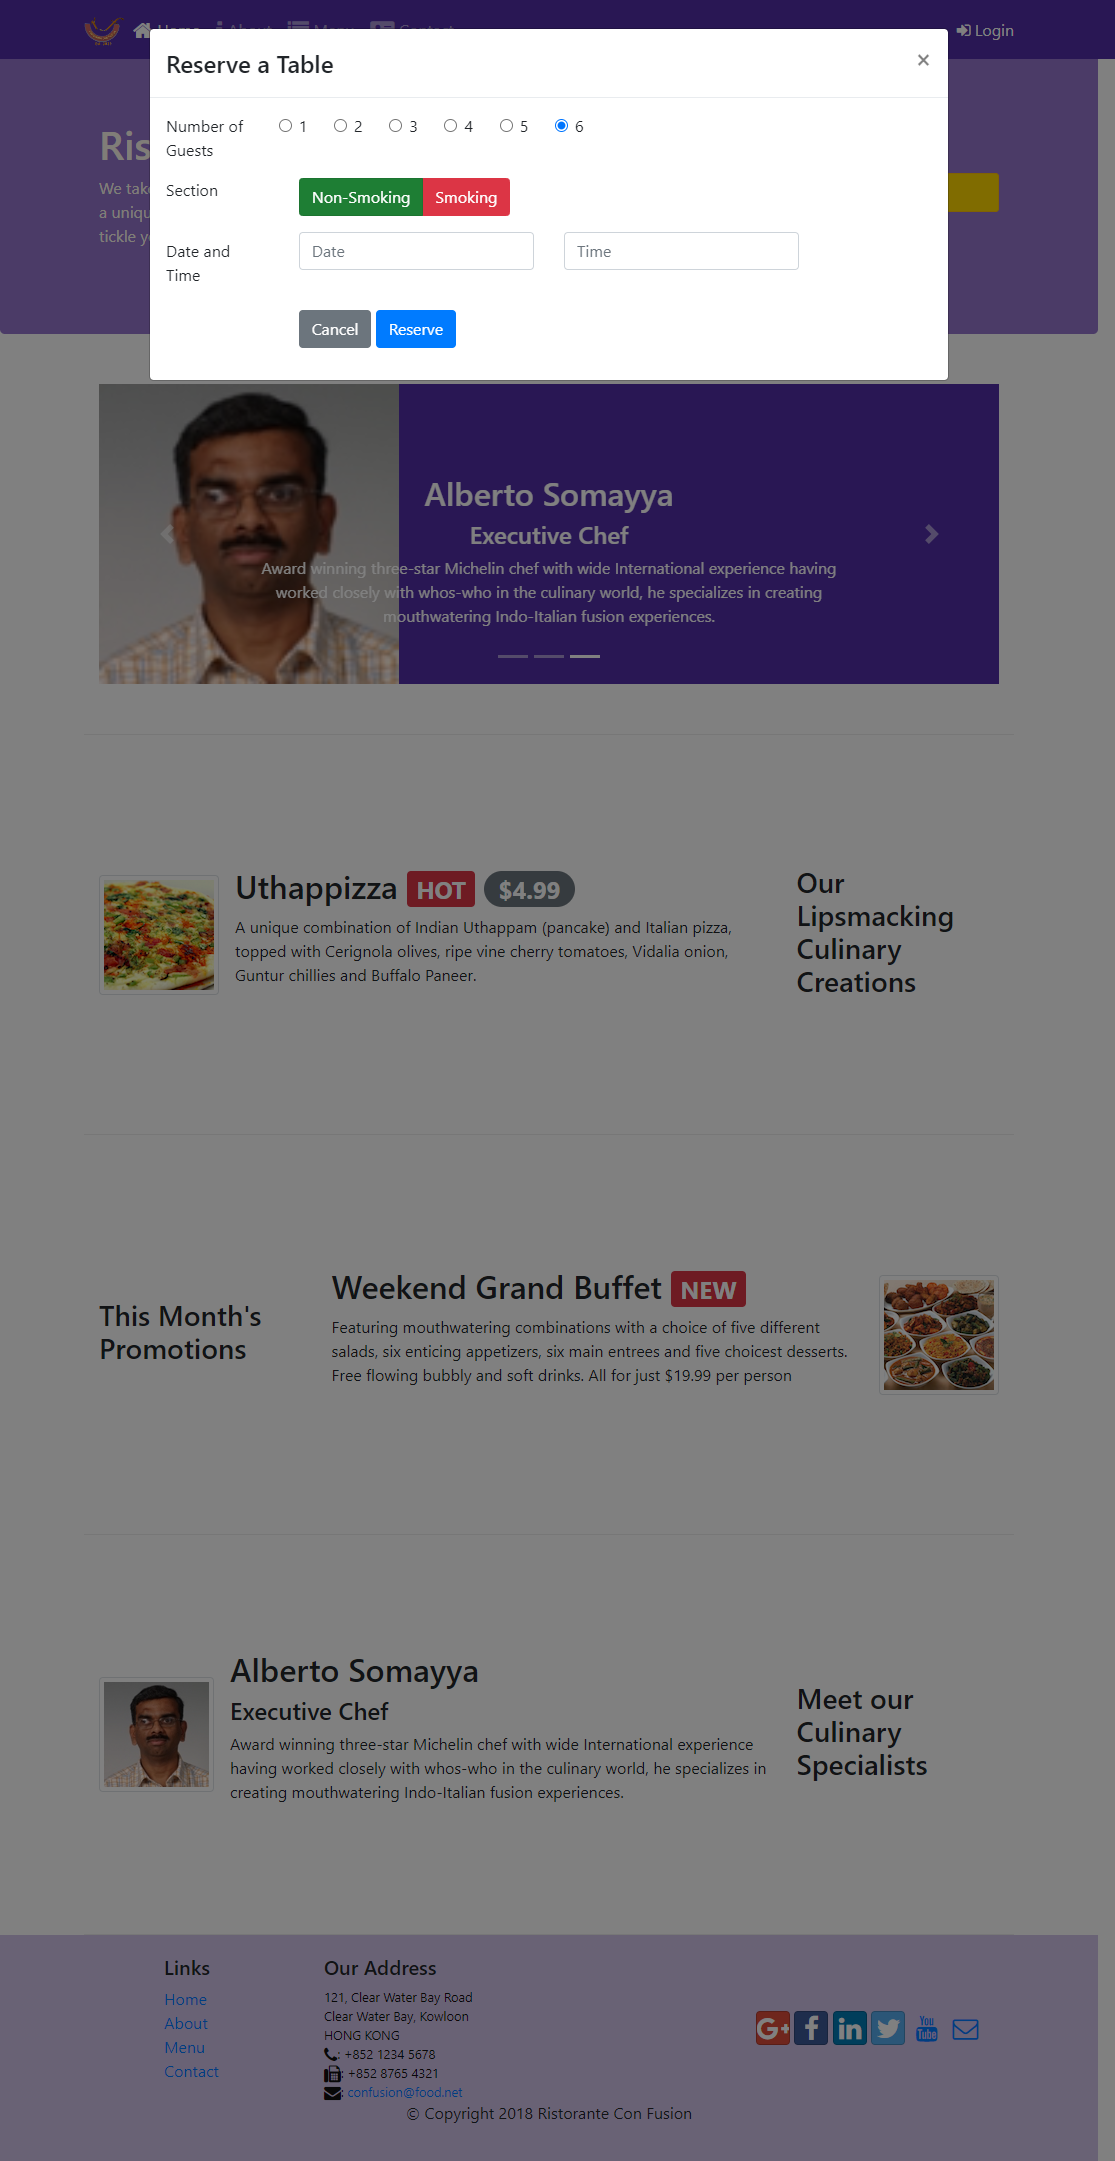 Home About Menu Contact Login
Reserve a Table ×
Number of Guests 1 2 3 4 5 6
Section Non-Smoking Smoking
Date and Time Date Time
Cancel Reserve
Ris
We take
a uniqu
tickle y
Alberto Somayya
Executive Chef
Award winning three-star Michelin chef with wide International experience having
worked closely with whos-who in the culinary world, he specializes in creating
mouthwatering Indo-Italian fusion experiences.
Uthappizza HOT $4.99
A unique combination of Indian Uthappam (pancake) and Italian pizza,
topped with Cerignola olives, ripe vine cherry tomatoes, Vidalia onion,
Guntur chillies and Buffalo Paneer.
Our
Lipsmacking
Culinary
Creations
This Month's
Promotions
Weekend Grand Buffet NEW
Featuring mouthwatering combinations with a choice of five different
salads, six enticing appetizers, six main entrees and five choicest desserts.
Free flowing bubbly and soft drinks. All for just $19.99 per person
Alberto Somayya
Executive Chef
Award winning three-star Michelin chef with wide International experience
having worked closely with whos-who in the culinary world, he specializes in
creating mouthwatering Indo-Italian fusion experiences.
Meet our
Culinary
Specialists
Links
Home
About
Menu
Contact
Our Address
121, Clear Water Bay Road
Clear Water Bay, Kowloon
HONG KONG
: +852 1234 5678
: +852 8765 4321
: confusion@food.net
G+ f in You Tube
© Copyright 2018 Ristorante Con Fusion